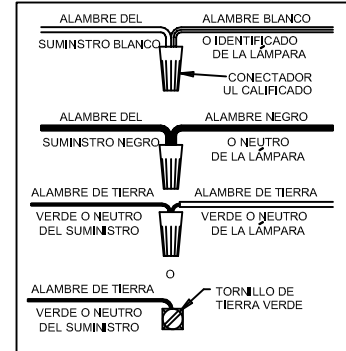 ALAMBRE DEL ALAMBRE BLANCO
SUMINISTRO BLANCO O IDENTIFICADO
DE LA LÁMPARA
CONECTADOR
UL CALIFICADO
ALAMBRE DEL ALAMBRE NEGRO
SUMINISTRO NEGRO O NEUTRO
DE LA LÁMPARA
ALAMBRE DE TIERRA ALAMBRE DE TIERRA
VERDE O NEUTRO VERDE O NEUTRO
DEL SUMINISTRO DE LA LÁMPARA
O
ALAMBRE DE TIERRA TORNILLO DE
TIERRA VERDE
VERDE O NEUTRO
DEL SUMINISTRO